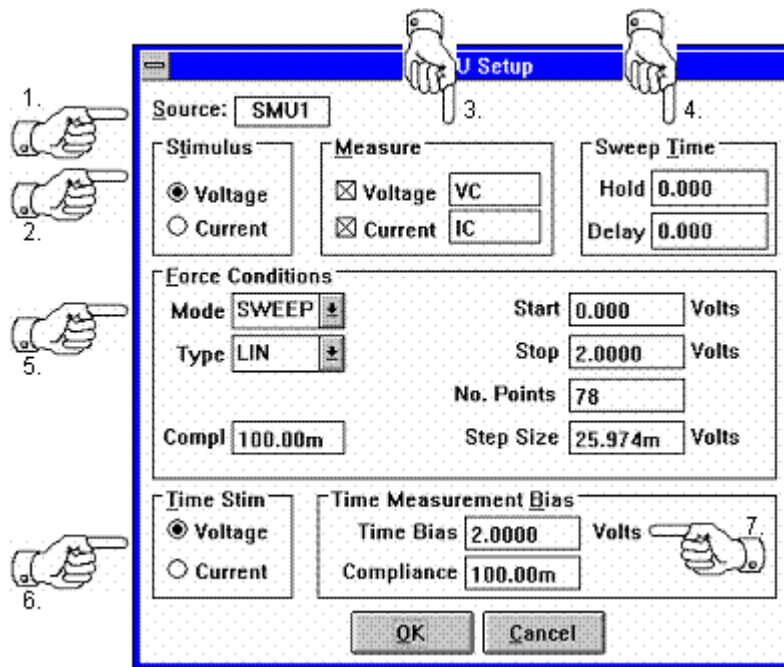 U Setup
1.
Source: SMU1
3.
4.
Stimulus
Voltage
Current
2.
Measure
Voltage VC
Current IC
Sweep Time
Hold 0.000
Delay 0.000
5.
Force Conditions
Mode SWEEP
Type LIN
Compl 100.00m
Start 0.000 Volts
Stop 2.0000 Volts
No. Points 78
Step Size 25.974m Volts
6.
Time Stim
Voltage
Current
Time Measurement Bias
Time Bias 2.0000 Volts
Compliance 100.00m
7.
OK Cancel